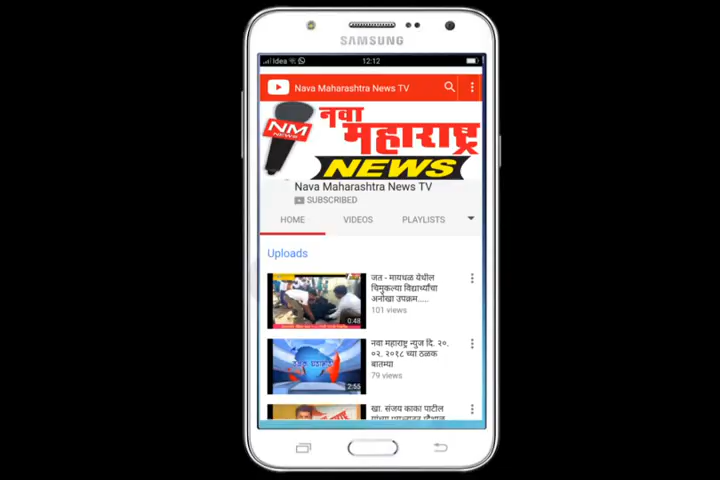 SAMSUNG
Idea
12:12
Nava Maharashtra News TV
NM
NEWS
नवा
महाराष्ट्र
NEWS
Nava Maharashtra News TV
SUBSCRIBED
HOME VIDEOS PLAYLISTS
Uploads
जत - मायथळ येथील
चिमुकल्या विद्यार्थ्यांचा
अनोखा उपक्रम.....
101 views
0:48
नवा महाराष्ट्र न्युज दि. २०.
०२. २०१८ च्या ठळक
बातम्या
79 views
2:55
खा. संजय काका पाटील